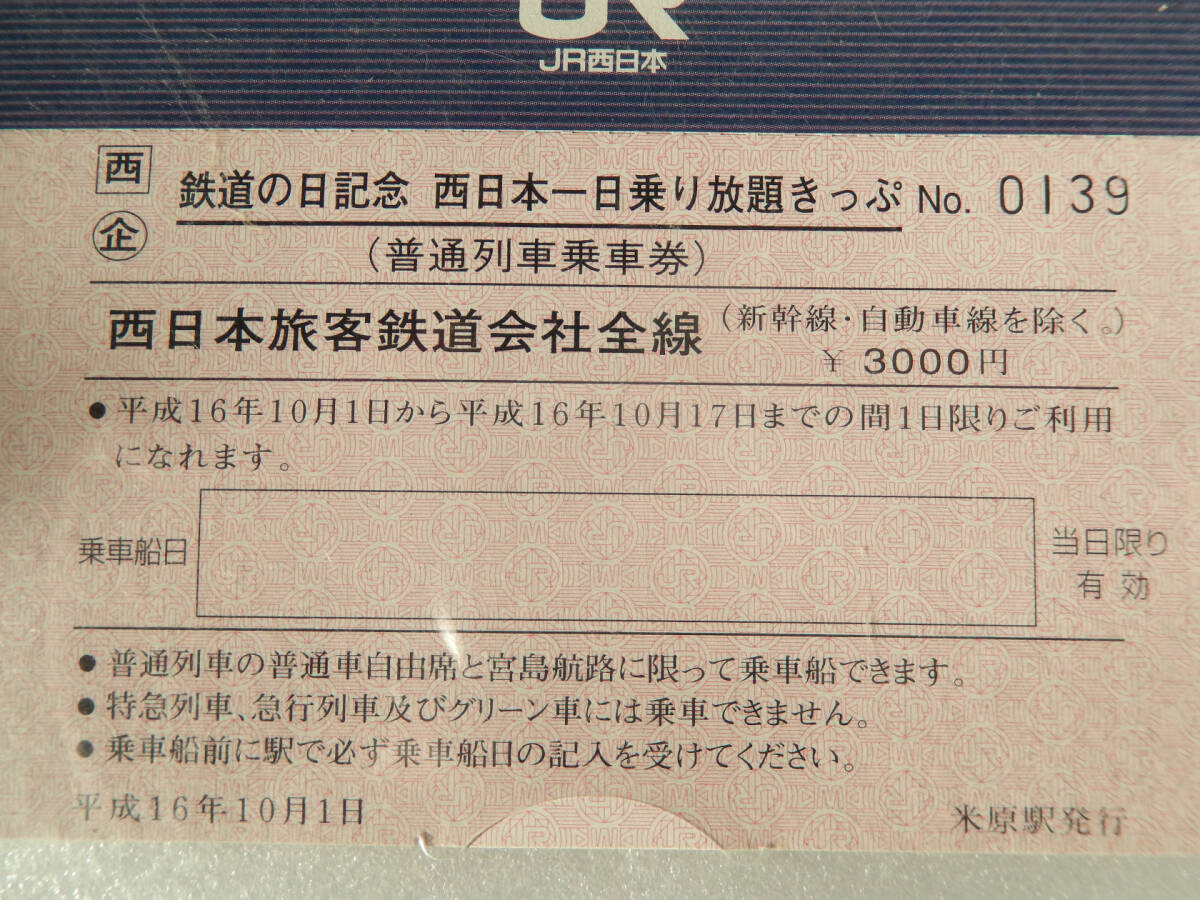 JR
JR西日本
西
企
鉄道の日記念 西日本一日乗り放題きっぷ No. 0139
(普通列車乗車券)
西日本旅客鉄道会社全線 (新幹線・自動車線を除く。)
¥ 3000円
●平成16年10月1日から平成16年10月17日までの間1日限りご利用
になれます。
乗車船日
当日限り
有効
●普通列車の普通車自由席と宮島航路に限って乗車船できます。
●特急列車、急行列車及びグリーン車には乗車できません。
●乗車船前に駅で必ず乗車船日の記入を受けてください。
平成16年10月1日 米原駅発行